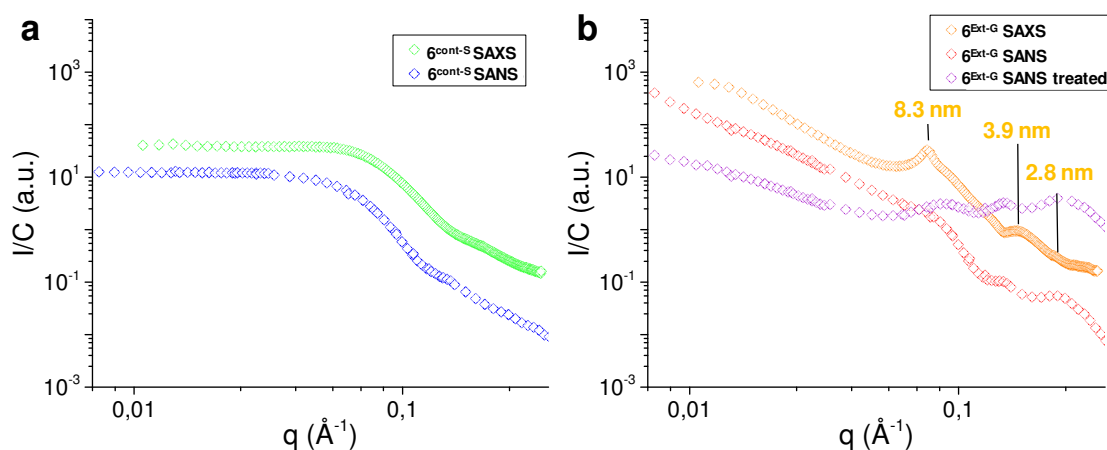 a
6cont-S SAXS
6cont-S SANS
10³
10¹
10⁻¹
10⁻³
I/C (a.u.)
0,01
0,1
q (Å⁻¹)
b
6Ext-G SAXS
6Ext-G SANS
6Ext-G SANS treated
8.3 nm
3.9 nm
2.8 nm
10³
10¹
10⁻¹
10⁻³
I/C (a.u.)
0,01
0,1
q (Å⁻¹)